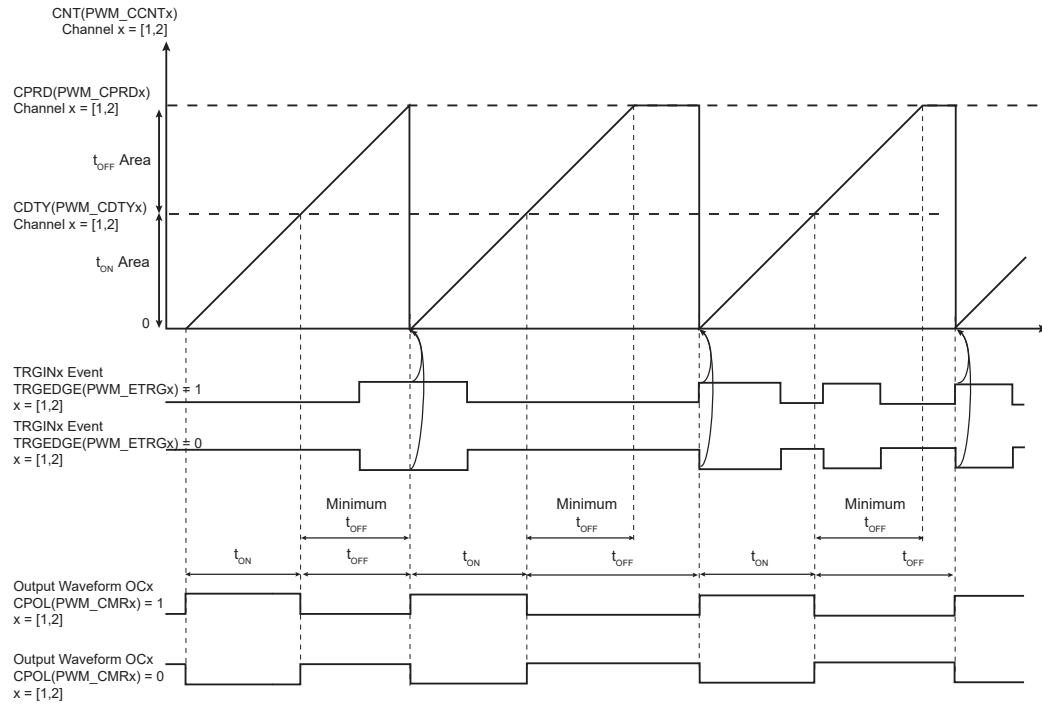 CNT(PWM_CCNTx)
Channel x = [1,2]
CPRD(PWM_CPRDx)
Channel x = [1,2]
tOFF Area
CDTY(PWM_CDTYx)
Channel x = [1,2]
tON Area
0
TRGINx Event
TRGEDGE(PWM_ETRGx) = 1
x = [1,2]
TRGINx Event
TRGEDGE(PWM_ETRGx) = 0
x = [1,2]
Minimum
tOFF
Minimum
tOFF
Minimum
tOFF
tON
tOFF
tON
tOFF
tON
tOFF
Output Waveform OCx
CPOL(PWM_CMRx) = 1
x = [1,2]
Output Waveform OCx
CPOL(PWM_CMRx) = 0
x = [1,2]